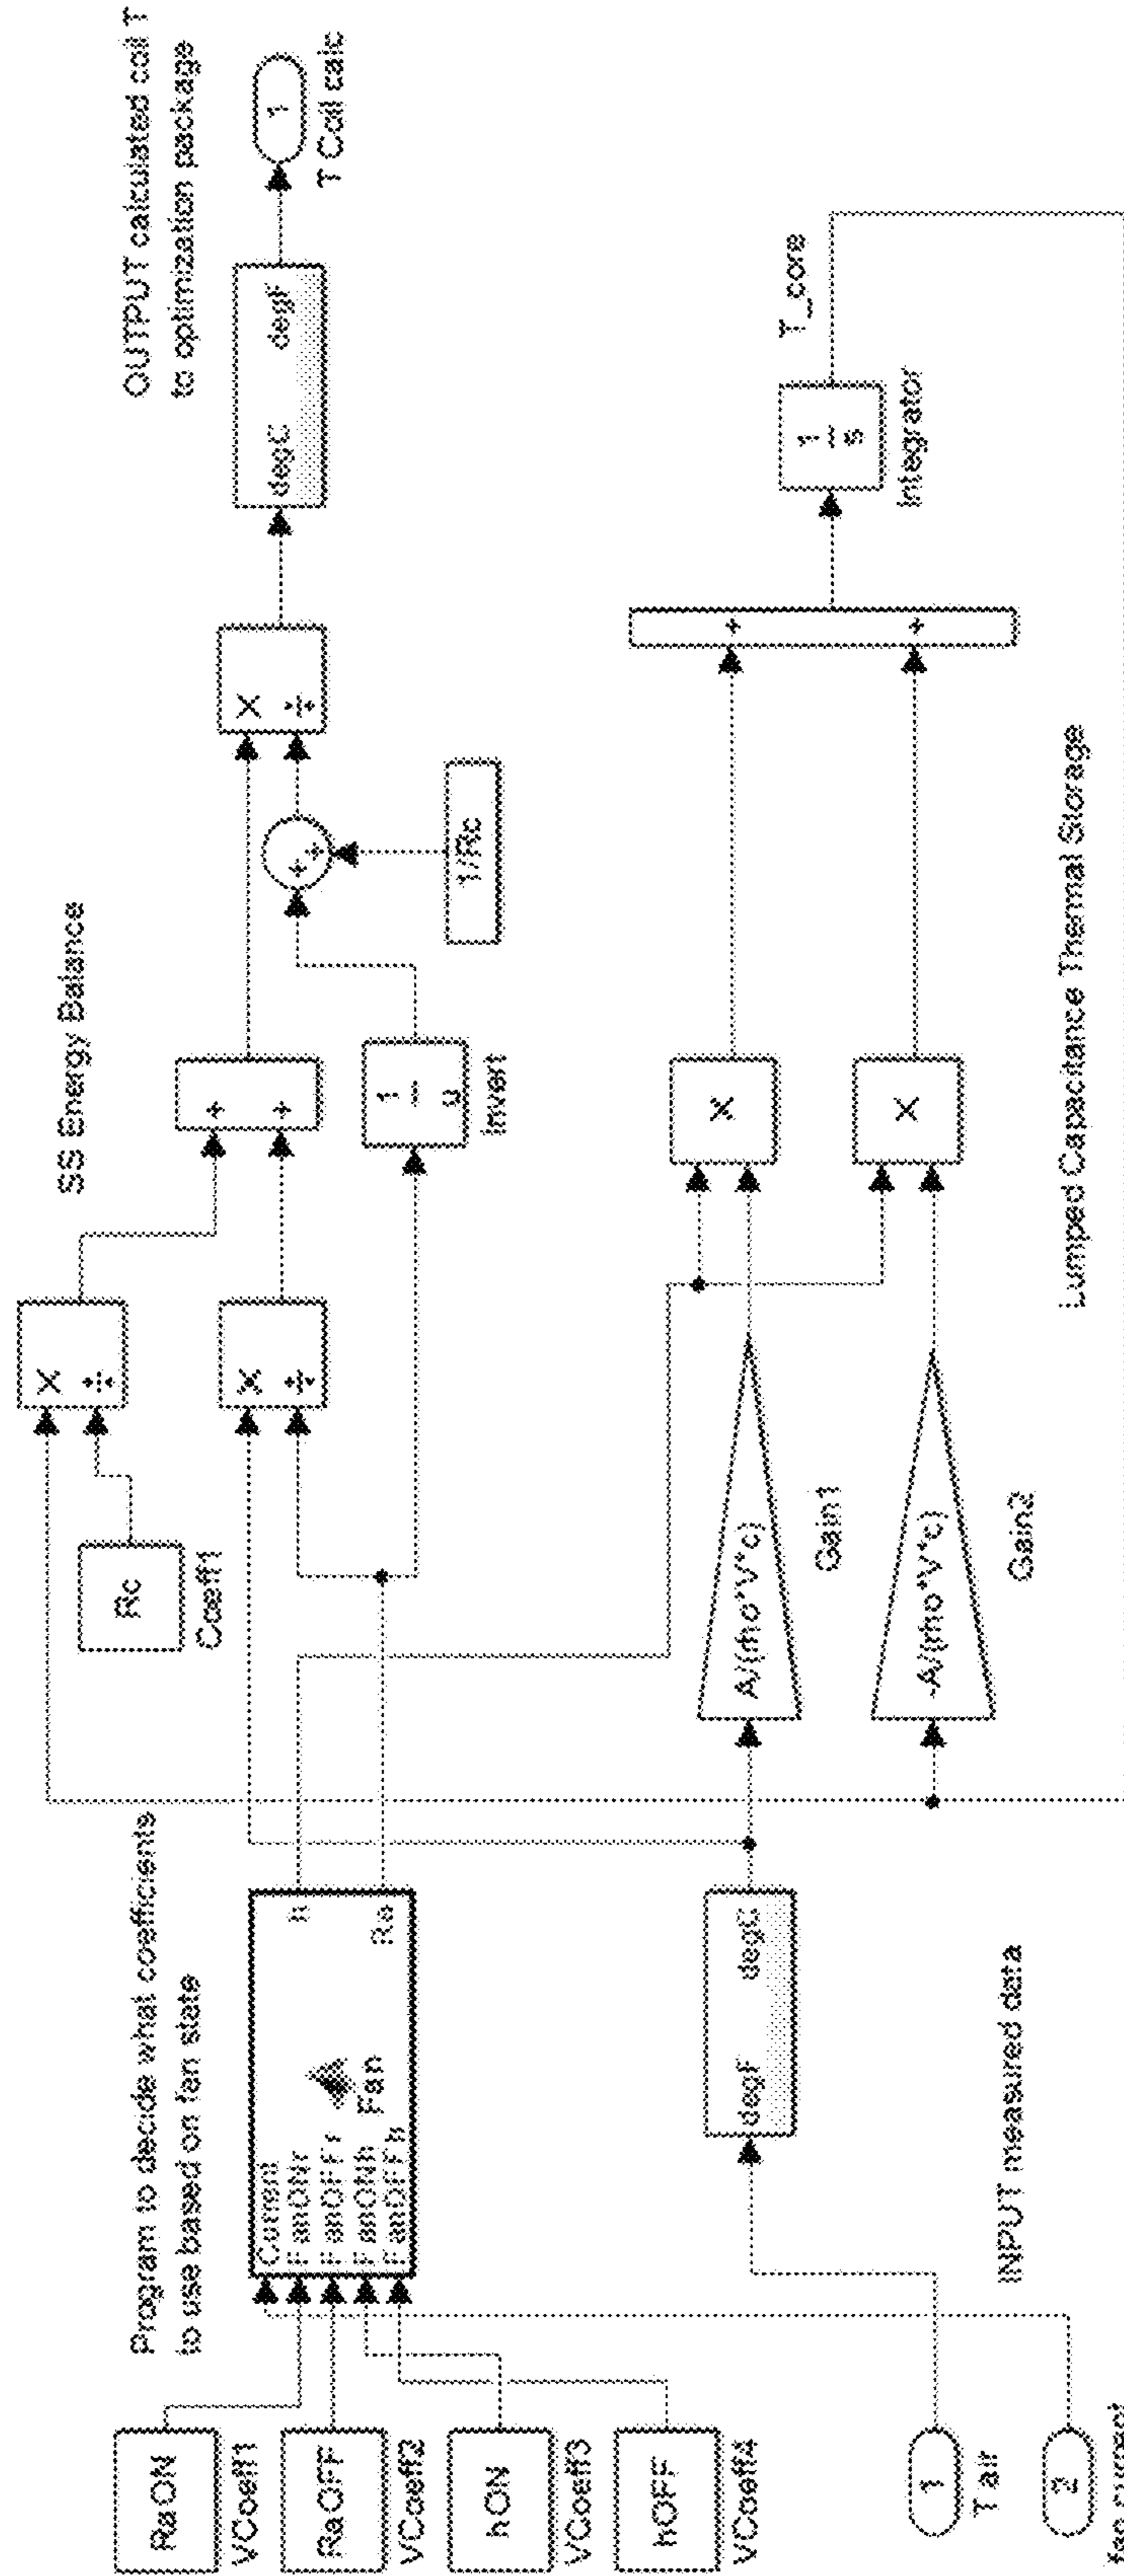 Program to decide what coefficients
to use based on fan state
SS Energy Balance
OUTPUT calculated coil T
to optimization package
RaON
VCoeff1
RaOFF
VCoeff2
hON
VCoeff3
hOFF
VCoeff4
Current
FanONr
FanOFFr
FanONh
FanOFFh
Fan
h
Ra
Rc
Coeff1
×
÷
×
÷
+
+
1
u
invert
+
+
1/Rc
×
÷
degC
degF
1
T Coil calc
1
T air
2
fan current
INPUT measured data
degF
degC
A/(rho*V*c)
Gain1
-A/(rho*V*c)
Gain2
×
×
+
+
1
s
Integrator
T_core
Lumped Capacitance Thermal Storage